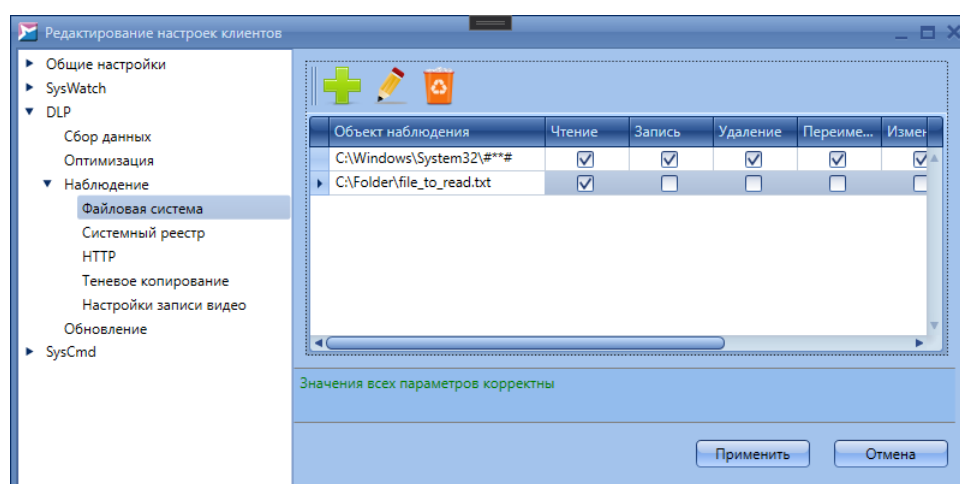 Редактирование настроек клиентов
Общие настройки
SysWatch
DLP
Сбор данных
Оптимизация
Наблюдение
Файловая система
Системный реестр
HTTP
Теневое копирование
Настройки записи видео
Обновление
SysCmd
Объект наблюдения Чтение Запись Удаление Переиме... Измен
C:\Windows\System32\#**#
C:\Folder\file_to_read.txt
Значения всех параметров корректны
Применить Отмена